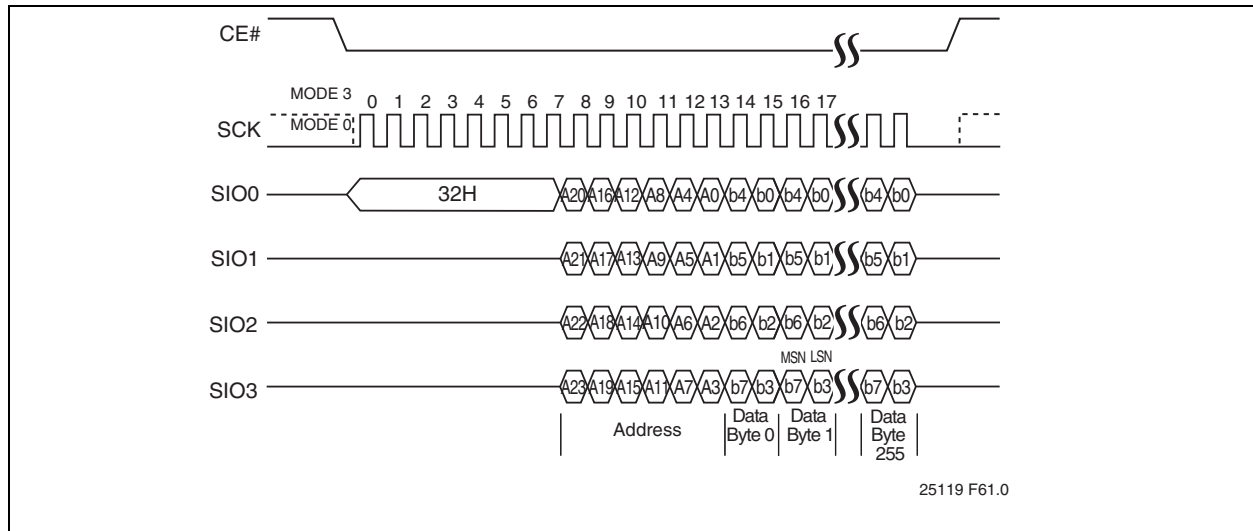 CE#
MODE 3
0 1 2 3 4 5 6 7 8 9 10 11 12 13 14 15 16 17
SCK
MODE 0
SIO0
32H
A20 A16 A12 A8 A4 A0 b4 b0 b4 b0 b4 b0
SIO1
A21 A17 A13 A9 A5 A1 b5 b1 b5 b1 b5 b1
SIO2
A22 A18 A14 A10 A6 A2 b6 b2 b6 b2 b6 b2
MSN LSN
SIO3
A23 A19 A15 A11 A7 A3 b7 b3 b7 b3 b7 b3
Address
Data
Byte 0
Data
Byte 1
Data
Byte
255
25119 F61.0